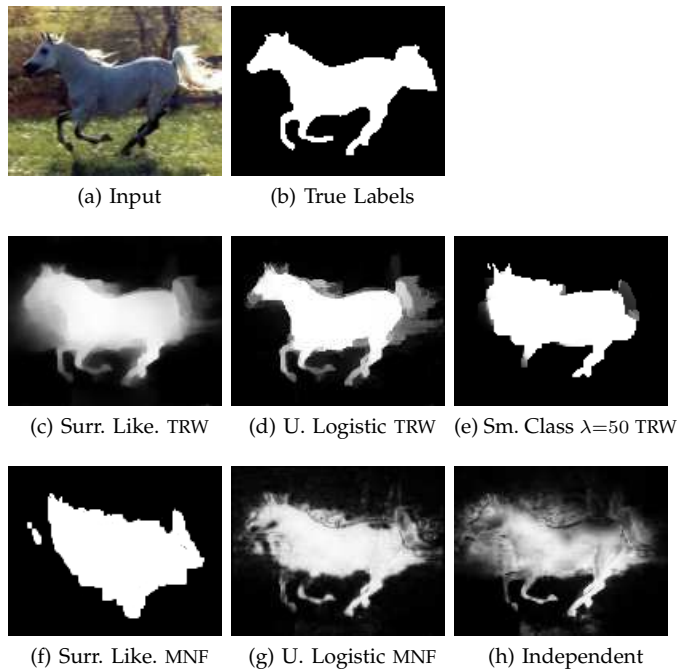 (a) Input
(b) True Labels
(c) Surr. Like. TRW
(d) U. Logistic TRW
(e) Sm. Class λ=50 TRW
(f) Surr. Like. MNF
(g) U. Logistic MNF
(h) Independent